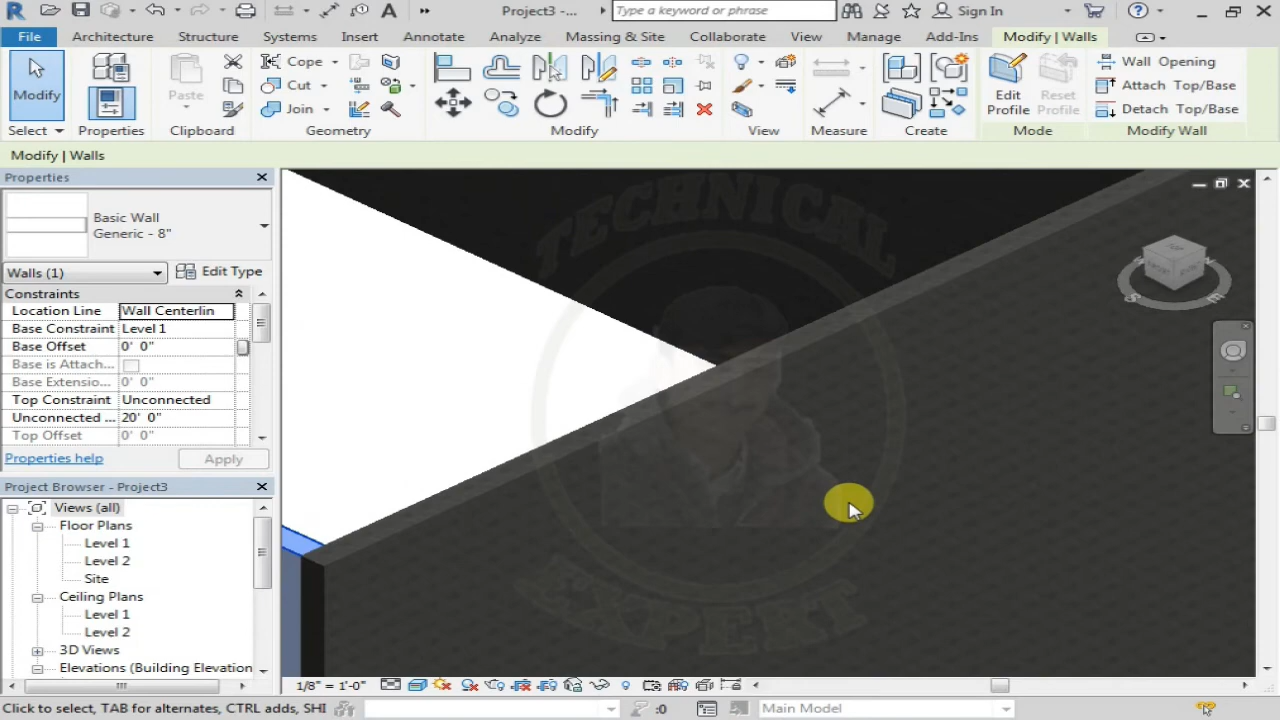 Project3 -...
Type a keyword or phrase
Sign In
File
Architecture
Structure
Systems
Insert
Annotate
Analyze
Massing & Site
Collaborate
View
Manage
Add-Ins
Modify | Walls
Modify
Select
Properties
Paste
Clipboard
Cope
Cut
Join
Geometry
Modify
View
Measure
Create
Edit
Profile
Reset
Profile
Mode
Wall Opening
Attach Top/Base
Detach Top/Base
Modify Wall
Modify | Walls
Properties
Basic Wall
Generic - 8"
Walls (1)
Edit Type
Constraints
Location Line Wall Centerlin
Base Constraint Level 1
Base Offset 0' 0"
Base is Attach...
Base Extensio... 0' 0"
Top Constraint Unconnected
Unconnected ... 20' 0"
Top Offset 0' 0"
Properties help
Apply
Project Browser - Project3
Views (all)
Floor Plans
Level 1
Level 2
Site
Ceiling Plans
Level 1
Level 2
3D Views
Elevations (Building Elevation
TECHNICAL
EXPERT
TOP
1/8" = 1'-0"
Click to select, TAB for alternates, CTRL adds, SHI
:0
Main Model